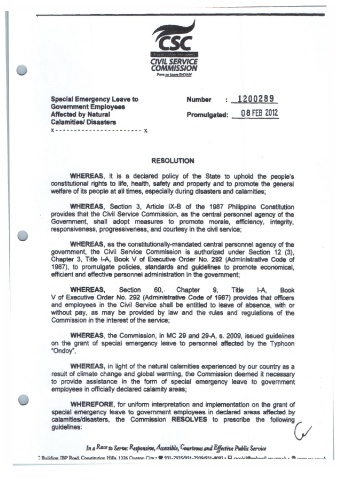 CSC
CIVIL SERVICE
COMMISSION
Special Emergency Leave to
Government Employees
Affected by Natural
Calamities/ Disasters
x - - - - - - - - - - - - - - - - - - - - - - - x
Number : 1200289
Promulgated: 08 FEB 2012
RESOLUTION
WHEREAS, it is a declared policy of the State to uphold the people's
constitutional rights to life, health, safety and property and to promote the general
welfare of its people at all times, especially during disasters and calamities;
WHEREAS, Section 3, Article IX-B of the 1987 Philippine Constitution
provides that the Civil Service Commission, as the central personnel agency of the
Government, shall adopt measures to promote morale, efficiency, integrity,
responsiveness, progressiveness, and courtesy in the civil service;
WHEREAS, as the constitutionally-mandated central personnel agency of the
government, the Civil Service Commission is authorized under Section 12 (3),
Chapter 3, Title I-A, Book V of Executive Order No. 292 (Administrative Code of
1987), to promulgate policies, standards and guidelines to promote economical,
efficient and effective personnel administration in the government;
WHEREAS, Section 60, Chapter 9, Title I-A, Book
V of Executive Order No. 292 (Administrative Code of 1987) provides that officers
and employees in the Civil Service shall be entitled to leave of absence, with or
without pay, as may be provided by law and the rules and regulations of the
Commission in the interest of the service;
WHEREAS, the Commission, in MC 29 and 29-A, s. 2009, issued guidelines
on the grant of special emergency leave to personnel affected by the Typhoon
"Ondoy".
WHEREAS, in light of the natural calamities experienced by our country as a
result of climate change and global warming, the Commission deemed it necessary
to provide assistance in the form of special emergency leave to government
employees in officially declared calamity areas;
WHEREFORE, for uniform interpretation and implementation on the grant of
special emergency leave to government employees in declared areas affected by
calamities/disasters, the Commission RESOLVES to prescribe the following
guidelines:
In a Race to Serve: Responsive, Accessible, Courteous and Effective Public Service
Building, IBP Road, Constitution Hills, 1126 Quezon City